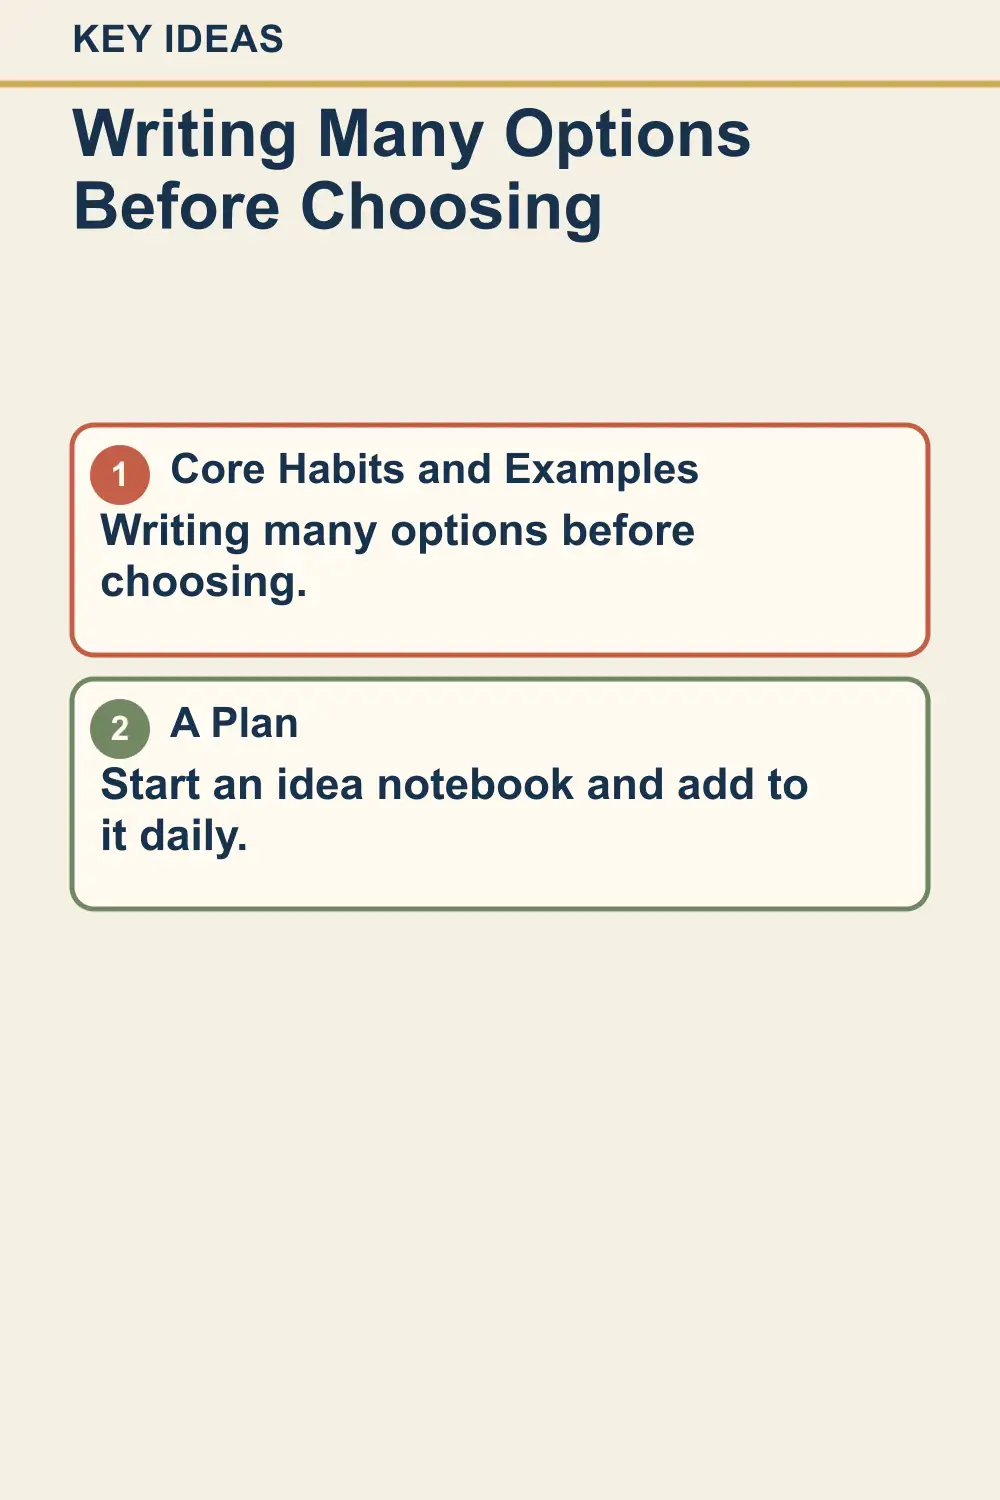 KEY IDEAS
Writing Many Options
Before Choosing
1 Core Habits and Examples
Writing many options before
choosing.
2 A Plan
Start an idea notebook and add to
it daily.